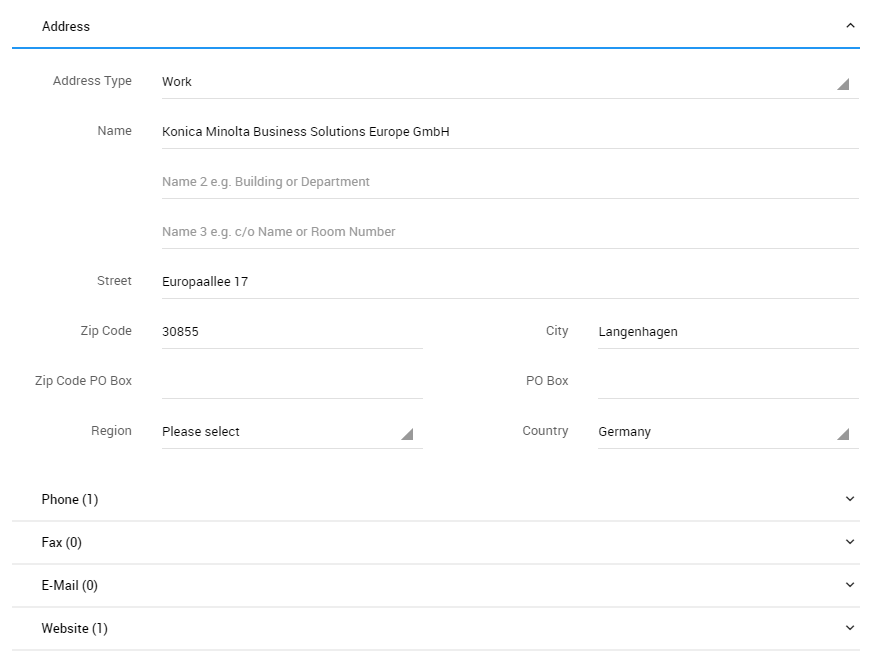 Address
Address Type Work
Name Konica Minolta Business Solutions Europe GmbH
Name 2 e.g. Building or Department
Name 3 e.g. c/o Name or Room Number
Street Europaallee 17
Zip Code 30855 City Langenhagen
Zip Code PO Box PO Box
Region Please select Country Germany
Phone (1)
Fax (0)
E-Mail (0)
Website (1)